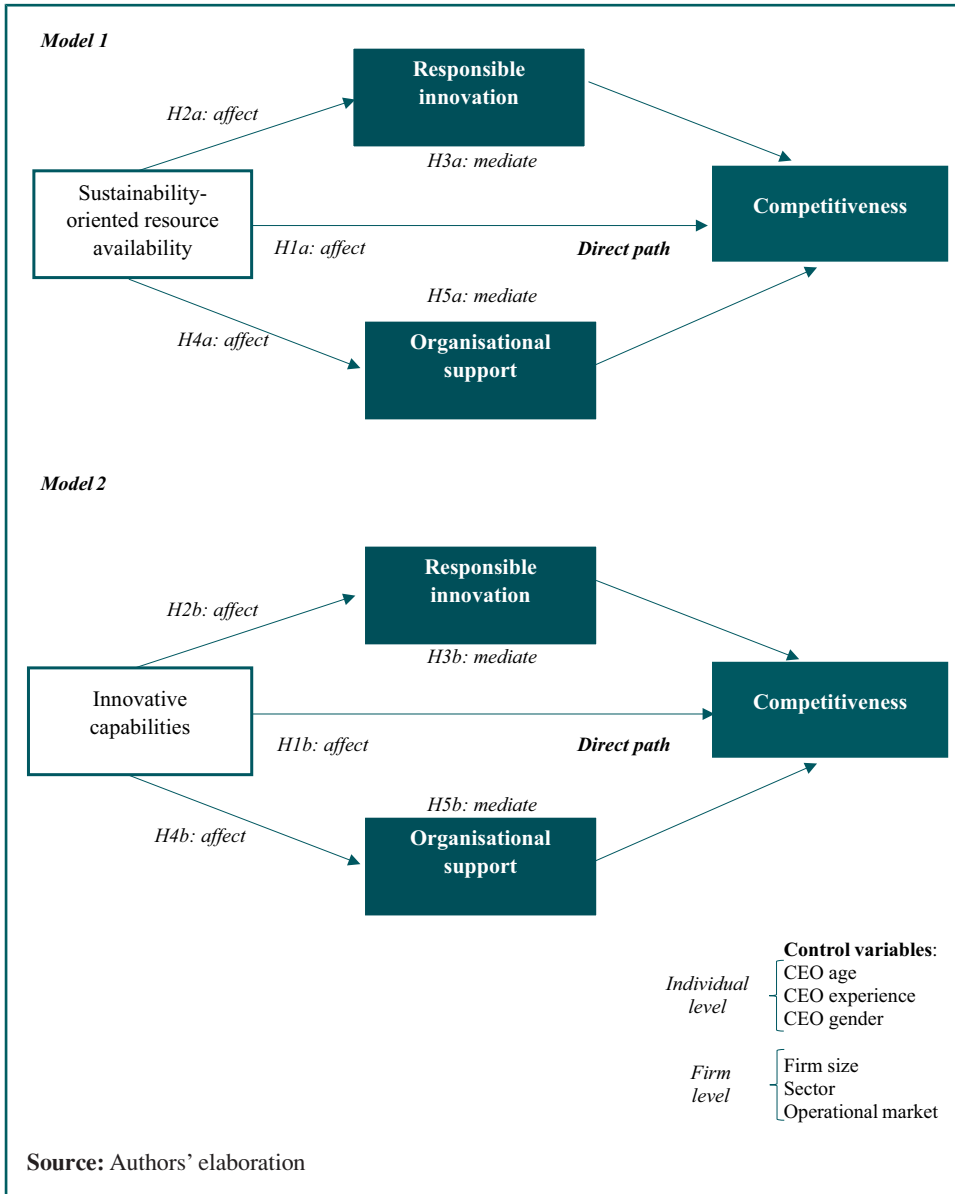 Model 1
Responsible
innovation
H2a: affect
H3a: mediate
Sustainability-
oriented resource
availability
Competitiveness
H1a: affect
Direct path
H5a: mediate
H4a: affect
Organisational
support
Model 2
Responsible
innovation
H2b: affect
H3b: mediate
Innovative
capabilities
Competitiveness
H1b: affect
Direct path
H5b: mediate
H4b: affect
Organisational
support
Control variables:
Individual
level
CEO age
CEO experience
CEO gender
Firm
level
Firm size
Sector
Operational market
Source: Authors’ elaboration